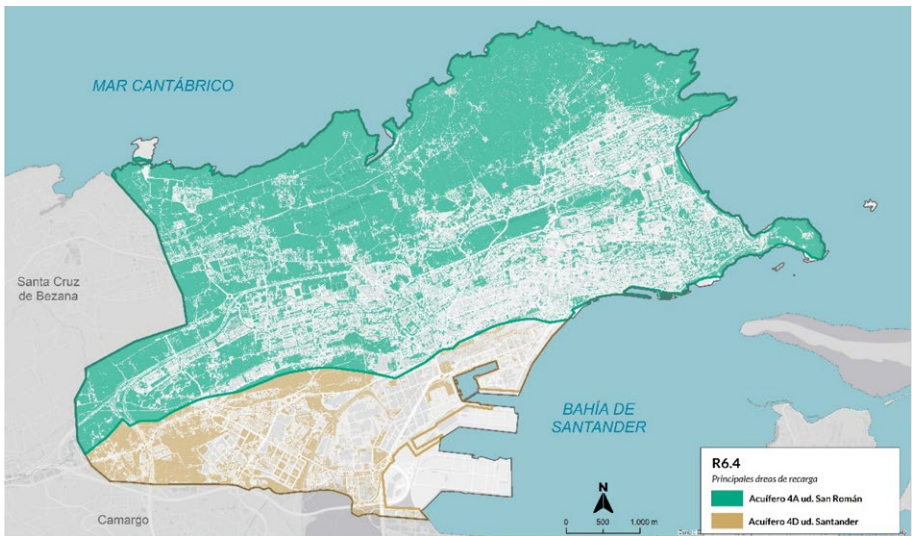 MAR CANTÁBRICO
Santa Cruz
de Bezana
BAHÍA DE
SANTANDER
Camargo
N
0 500 1.000 m
R6.4
Principales áreas de recarga
Acuífero 4A ud. San Román
Acuífero 4D ud. Santander